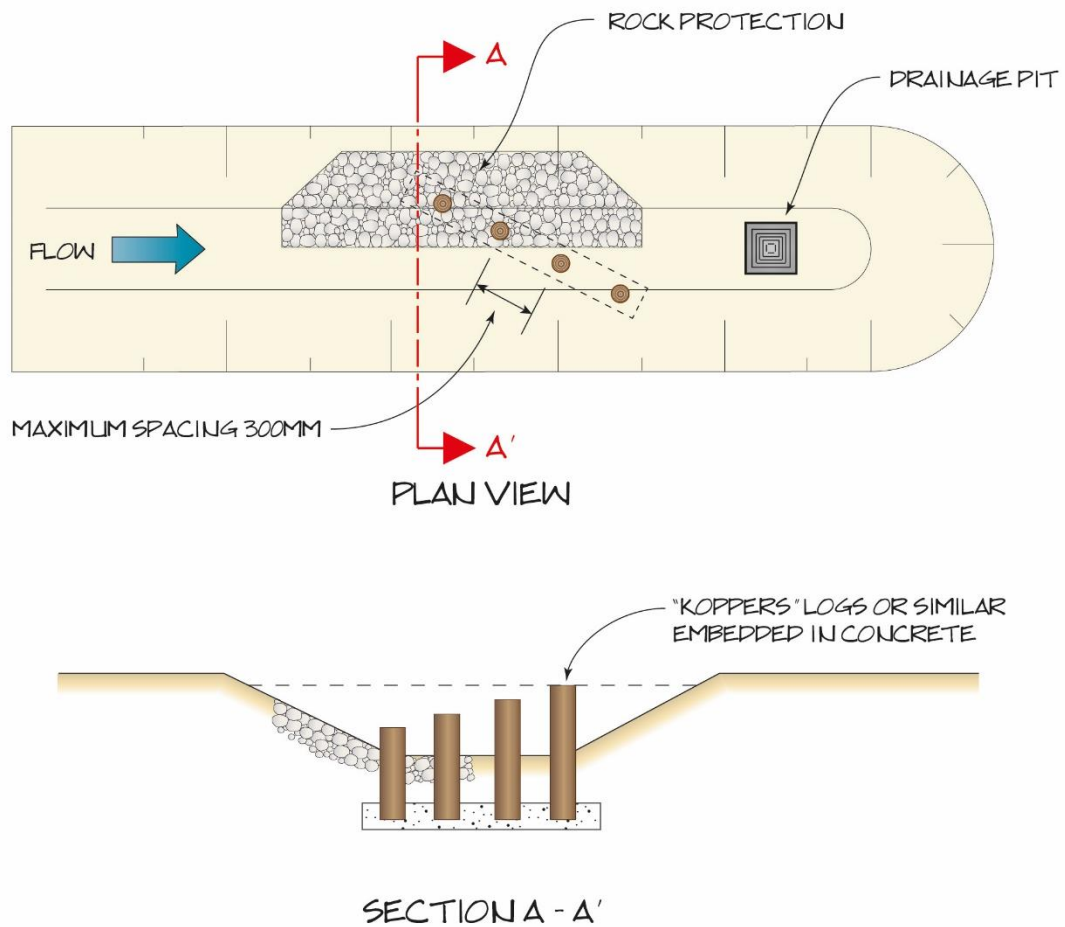 ROCK PROTECTION
A
DRAINAGE PIT
FLOW
MAXIMUM SPACING 300MM
A'
PLAN VIEW
"KOPPERS" LOGS OR SIMILAR
EMBEDDED IN CONCRETE
SECTION A - A'